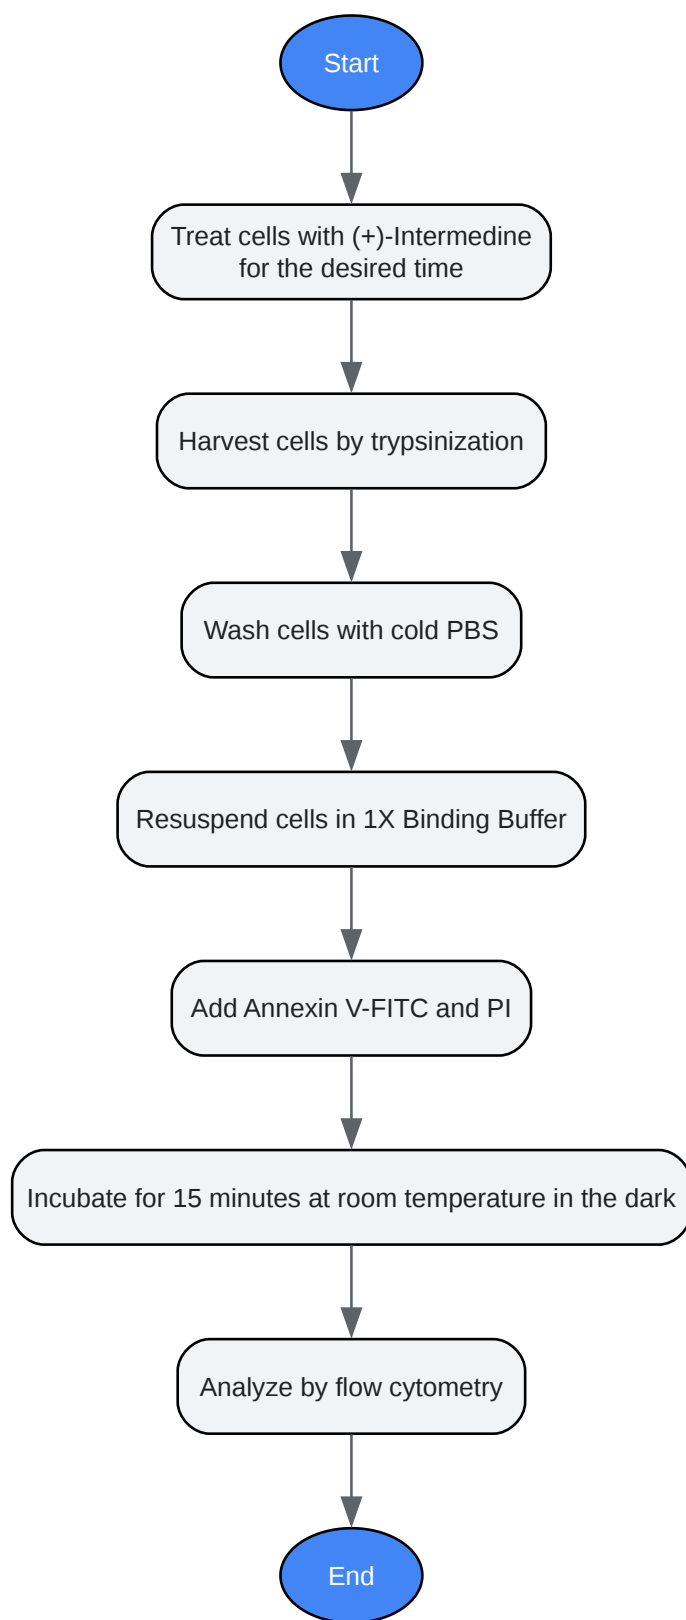 Start
Treat cells with (+)-Intermedine
for the desired time
Harvest cells by trypsinization
Wash cells with cold PBS
Resuspend cells in 1X Binding Buffer
Add Annexin V-FITC and PI
Incubate for 15 minutes at room temperature in the dark
Analyze by flow cytometry
End